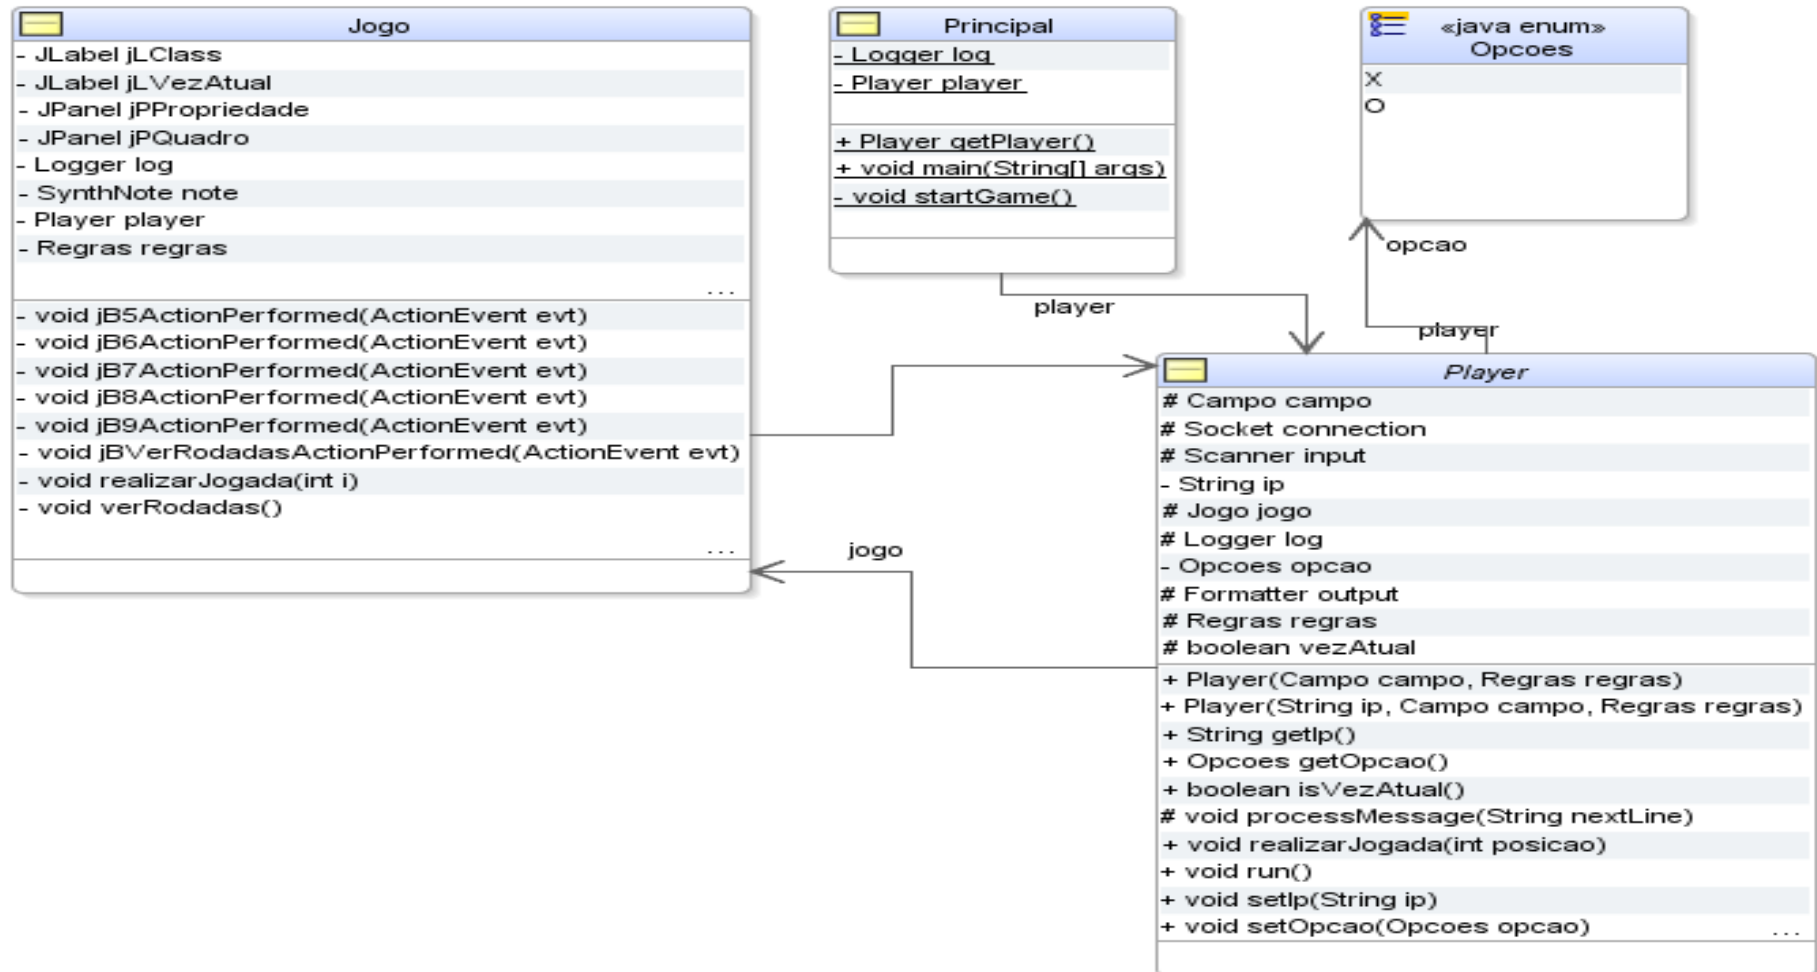 Jogo
- JLabel jLClass
- JLabel jLVezAtual
- JPanel jPPropriedade
- JPanel jPQuadro
- Logger log
- SynthNote note
- Player player
- Regras regras
...
- void jB5ActionPerformed(ActionEvent evt)
- void jB6ActionPerformed(ActionEvent evt)
- void jB7ActionPerformed(ActionEvent evt)
- void jB8ActionPerformed(ActionEvent evt)
- void jB9ActionPerformed(ActionEvent evt)
- void jBVerRodadasActionPerformed(ActionEvent evt)
- void realizarJogada(int i)
- void verRodadas()
...
Principal
- Logger log
- Player player
+ Player getPlayer()
+ void main(String[] args)
- void startGame()
«java enum»
Opcoes
X
O
opcao
player
player
jogo
Player
# Campo campo
# Socket connection
# Scanner input
- String ip
# Jogo jogo
# Logger log
- Opcoes opcao
# Formatter output
# Regras regras
# boolean vezAtual
+ Player(Campo campo, Regras regras)
+ Player(String ip, Campo campo, Regras regras)
+ String getIp()
+ Opcoes getOpcao()
+ boolean isVezAtual()
# void processMessage(String nextLine)
+ void realizarJogada(int posicao)
+ void run()
+ void setIp(String ip)
+ void setOpcao(Opcoes opcao) ...